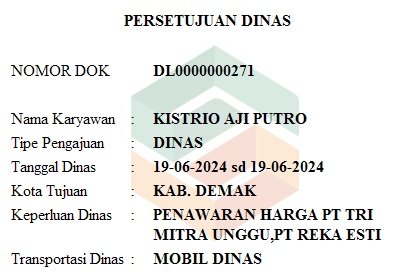 PERSETUJUAN DINAS
NOMOR DOK DL0000000271
Nama Karyawan : KISTRIO AJI PUTRO
Tipe Pengajuan : DINAS
Tanggal Dinas : 19-06-2024 sd 19-06-2024
Kota Tujuan : KAB. DEMAK
Keperluan Dinas : PENAWARAN HARGA PT TRI
MITRA UNGGU,PT REKA ESTI
Transportasi Dinas : MOBIL DINAS